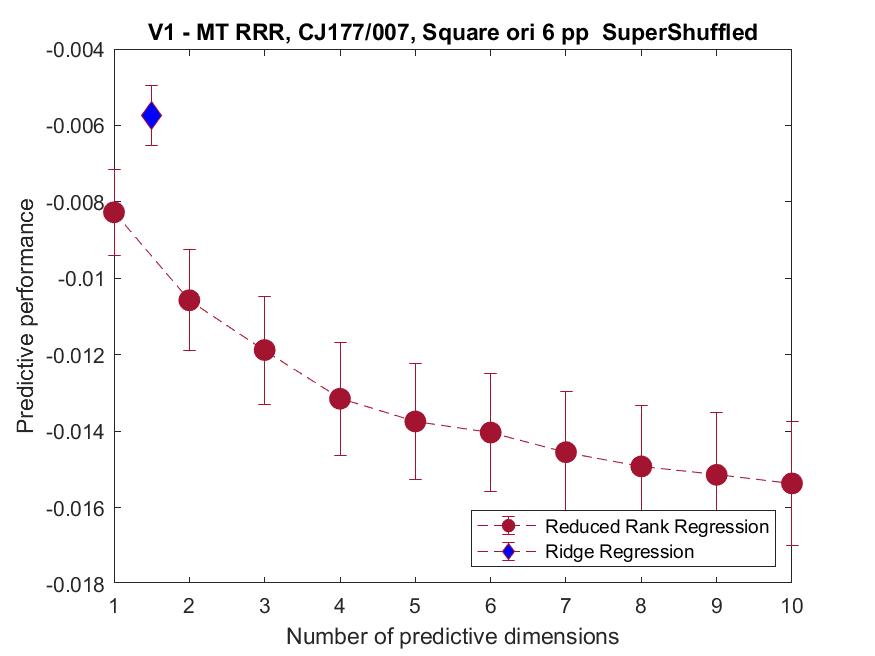 V1 - MT RRR, CJ177/007, Square ori 6 pp  SuperShuffled
-0.004
-0.006
-0.008
-0.01
-0.012
-0.014
-0.016
-0.018
Predictive performance
Reduced Rank Regression
Ridge Regression
1 2 3 4 5 6 7 8 9 10
Number of predictive dimensions